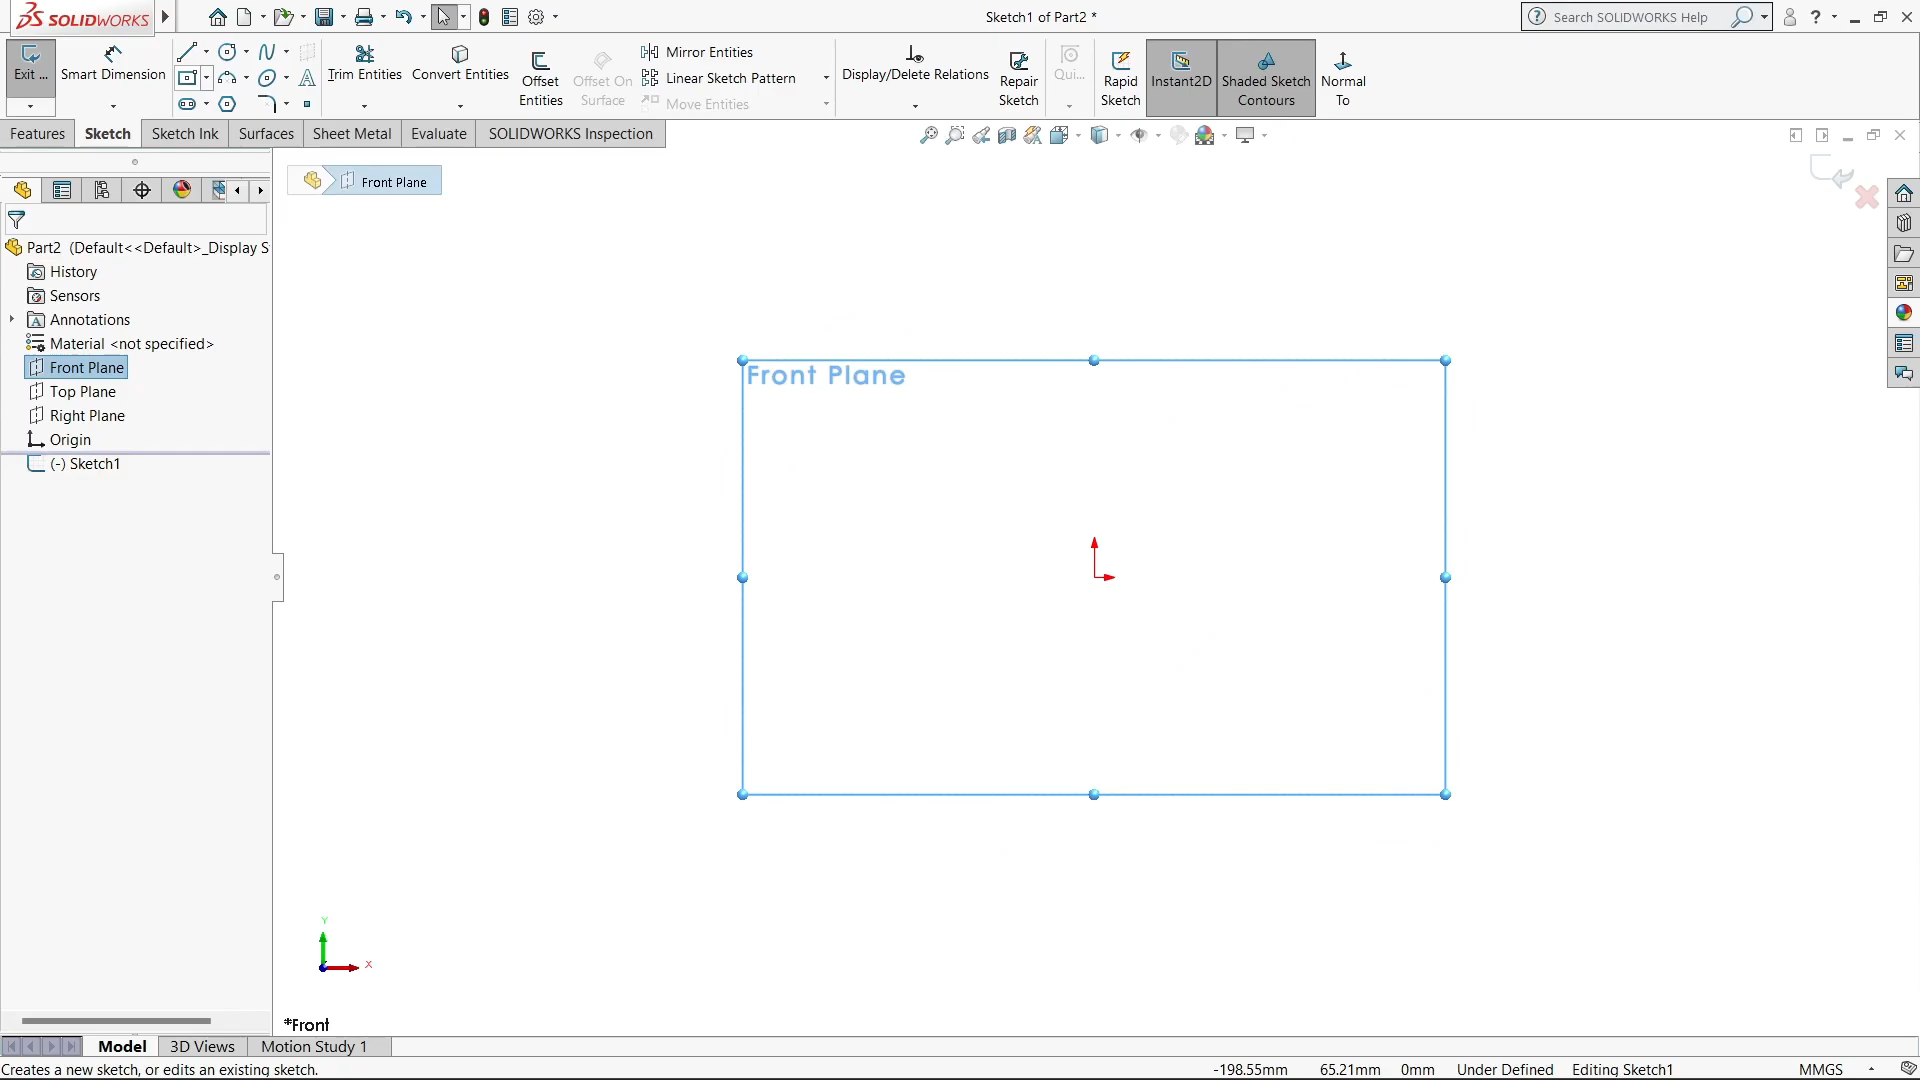 SOLIDWORKS
Sketch1 of Part2 *
Search SOLIDWORKS Help
Exit ...
Smart Dimension
Trim Entities
Convert Entities
Offset
Entities
Offset On
Surface
Mirror Entities
Linear Sketch Pattern
Move Entities
Display/Delete Relations
Repair
Sketch
Qui...
Rapid
Sketch
Instant2D
Shaded Sketch
Contours
Normal
To
Features
Sketch
Sketch Ink
Surfaces
Sheet Metal
Evaluate
SOLIDWORKS Inspection
Front Plane
Part2 (Default<<Default>_Display S
History
Sensors
Annotations
Material <not specified>
Front Plane
Top Plane
Right Plane
Origin
(-) Sketch1
Front Plane
Y
X
*Front
Model
3D Views
Motion Study 1
Creates a new sketch, or edits an existing sketch.
-198.55mm
65.21mm
0mm
Under Defined
Editing Sketch1
MMGS